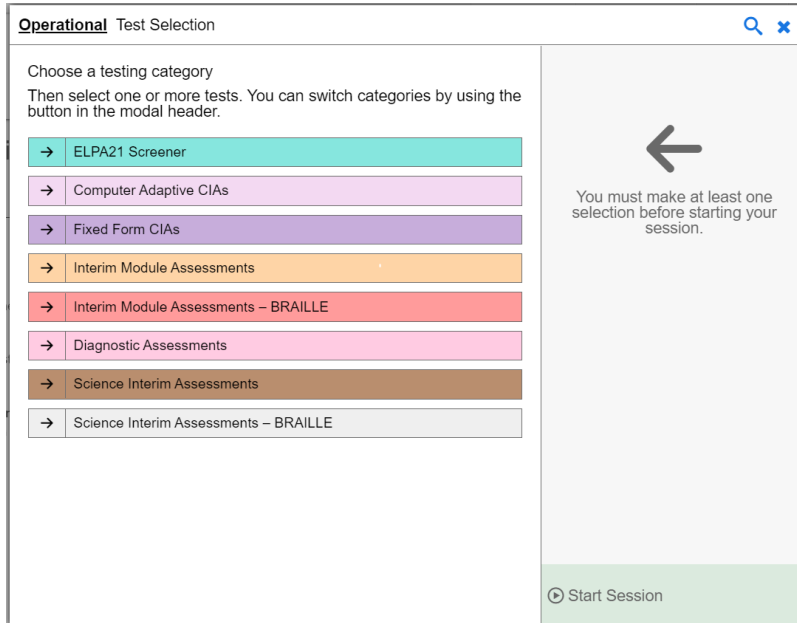 Operational Test Selection
Choose a testing category
Then select one or more tests. You can switch categories by using the
button in the modal header.
ELPA21 Screener
Computer Adaptive CIAs
Fixed Form CIAs
Interim Module Assessments
Interim Module Assessments – BRAILLE
Diagnostic Assessments
Science Interim Assessments
Science Interim Assessments – BRAILLE
You must make at least one
selection before starting your
session.
Start Session